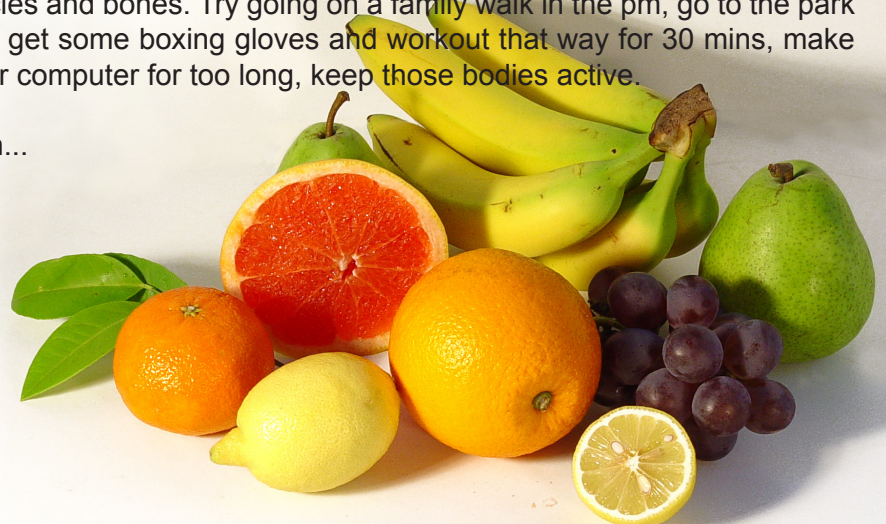 and bones. Try going on a family walk in the pm, go to the park
get some boxing gloves and workout that way for 30 mins, make
computer for too long, keep those bodies active.